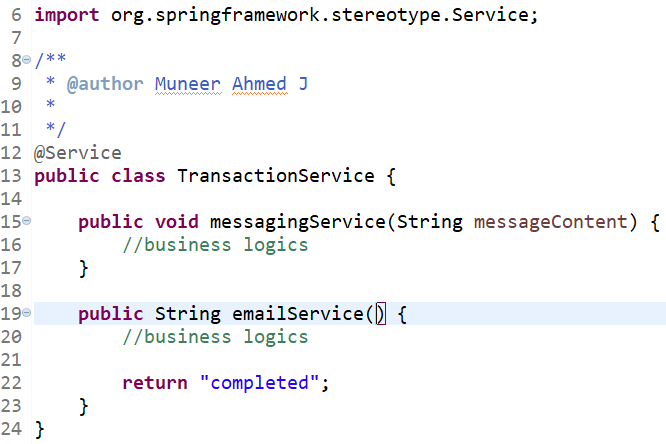 6 import org.springframework.stereotype.Service;
7
8 /**
9  * @author Muneer Ahmed J
10  *
11  */
12 @Service
13 public class TransactionService {
14
15     public void messagingService(String messageContent) {
16         //business logics
17     }
18
19     public String emailService() {
20         //business logics
21
22         return "completed";
23     }
24 }